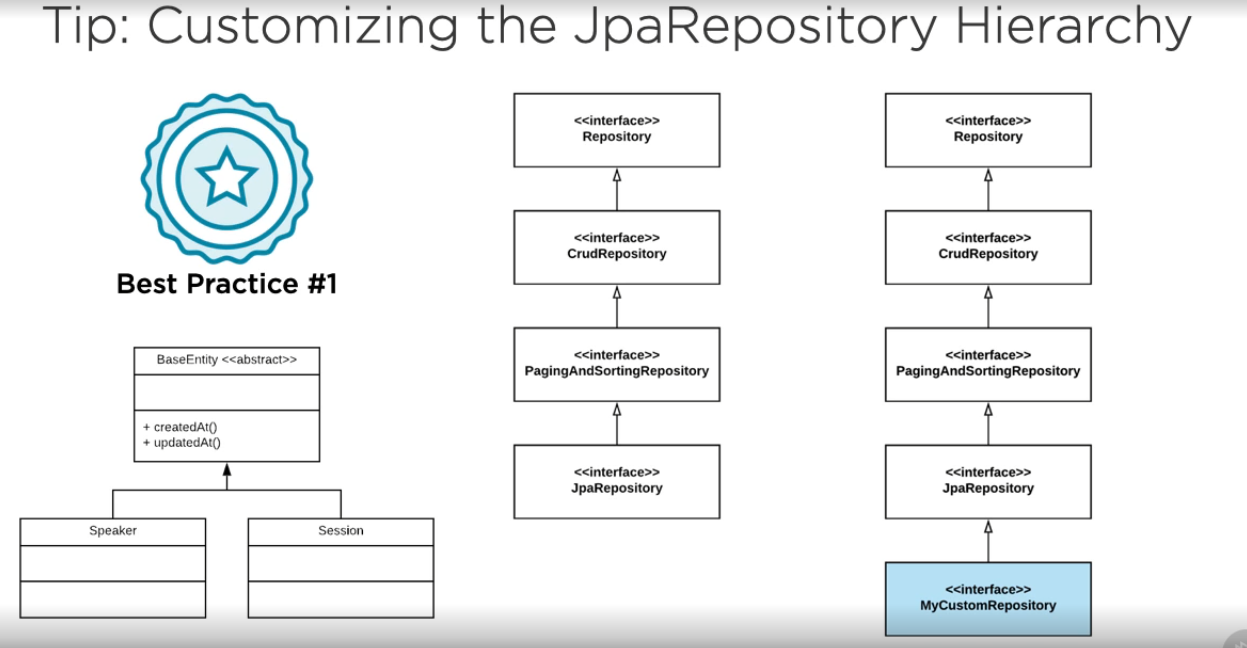 Tip: Customizing the JpaRepository Hierarchy
Best Practice #1
BaseEntity <<abstract>>
+ createdAt()
+ updatedAt()
Speaker
Session
<<interface>>
Repository
<<interface>>
CrudRepository
<<interface>>
PagingAndSortingRepository
<<interface>>
JpaRepository
<<interface>>
Repository
<<interface>>
CrudRepository
<<interface>>
PagingAndSortingRepository
<<interface>>
JpaRepository
<<interface>>
MyCustomRepository